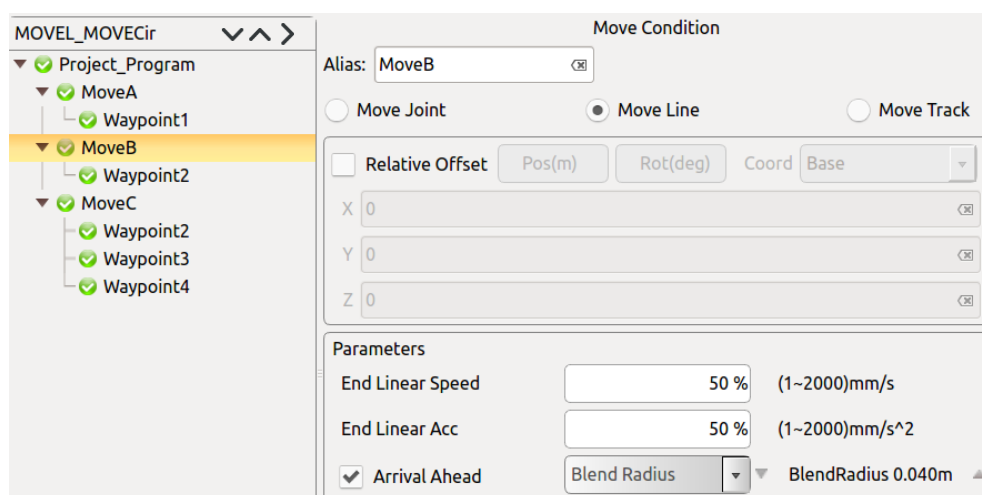 MOVEL_MOVECir
Project_Program
MoveA
Waypoint1
MoveB
Waypoint2
MoveC
Waypoint2
Waypoint3
Waypoint4
Move Condition
Alias: MoveB
Move Joint Move Line Move Track
Relative Offset Pos(m) Rot(deg) Coord Base
X 0
Y 0
Z 0
Parameters
End Linear Speed 50 % (1~2000)mm/s
End Linear Acc 50 % (1~2000)mm/s^2
Arrival Ahead Blend Radius BlendRadius 0.040m